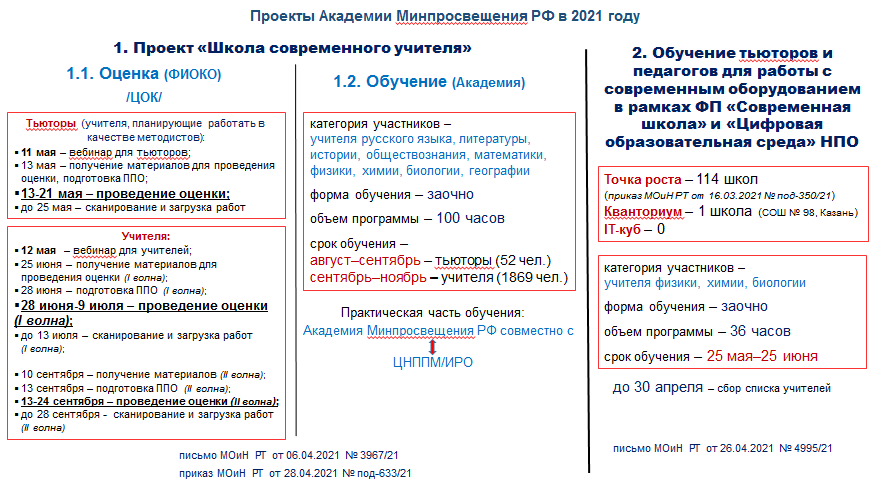 Проекты Академии Минпросвещения РФ в 2021 году
1. Проект «Школа современного учителя»
1.1. Оценка (ФИОКО)
/ЦОК/
Тьюторы (учителя, планирующие работать в
качестве методистов):
▪ 11 мая – вебинар для тьюторов;
▪ 13 мая – получение материалов для проведения
оценки, подготовка ППО;
▪ 13-21 мая – проведение оценки;
▪ до 25 мая – сканирование и загрузка работ
Учителя:
▪ 12 мая – вебинар для учителей;
▪ 25 июня – получение материалов для
проведения оценки (I волна);
▪ 28 июня – подготовка ППО (I волна);
▪ 28 июня-9 июля – проведение оценки
(I волна);
▪ до 13 июля – сканирование и загрузка работ
(I волна);
▪ 10 сентября – получение материалов (II волна);
▪ 13 сентября – подготовка ППО (II волна);
▪ 13-24 сентября – проведение оценки (II волна);
▪ до 28 сентября - сканирование и загрузка работ
(II волна)
1.2. Обучение (Академия)
категория участников –
учителя русского языка, литературы,
истории, обществознания, математики,
физики, химии, биологии, географии
форма обучения – заочно
объем программы – 100 часов
срок обучения –
август–сентябрь – тьюторы (52 чел.)
сентябрь–ноябрь – учителя (1869 чел.)
Практическая часть обучения:
Академия Минпросвещения РФ совместно с
ЦНППМ/ИРО
письмо МОиН РТ от 06.04.2021 № 3967/21
приказ МОиН РТ от 28.04.2021 № под-633/21
2. Обучение тьюторов и
педагогов для работы с
современным оборудованием
в рамках ФП «Современная
школа» и «Цифровая
образовательная среда» НПО
Точка роста – 114 школ
(приказ МОиН РТ от 16.03.2021 № под-350/21)
Кванториум – 1 школа (СОШ № 98, Казань)
IT-куб – 0
категория участников –
учителя физики, химии, биологии
форма обучения – заочно
объем программы – 36 часов
срок обучения – 25 мая–25 июня
до 30 апреля – сбор списка учителей
письмо МОиН РТ от 26.04.2021 № 4995/21